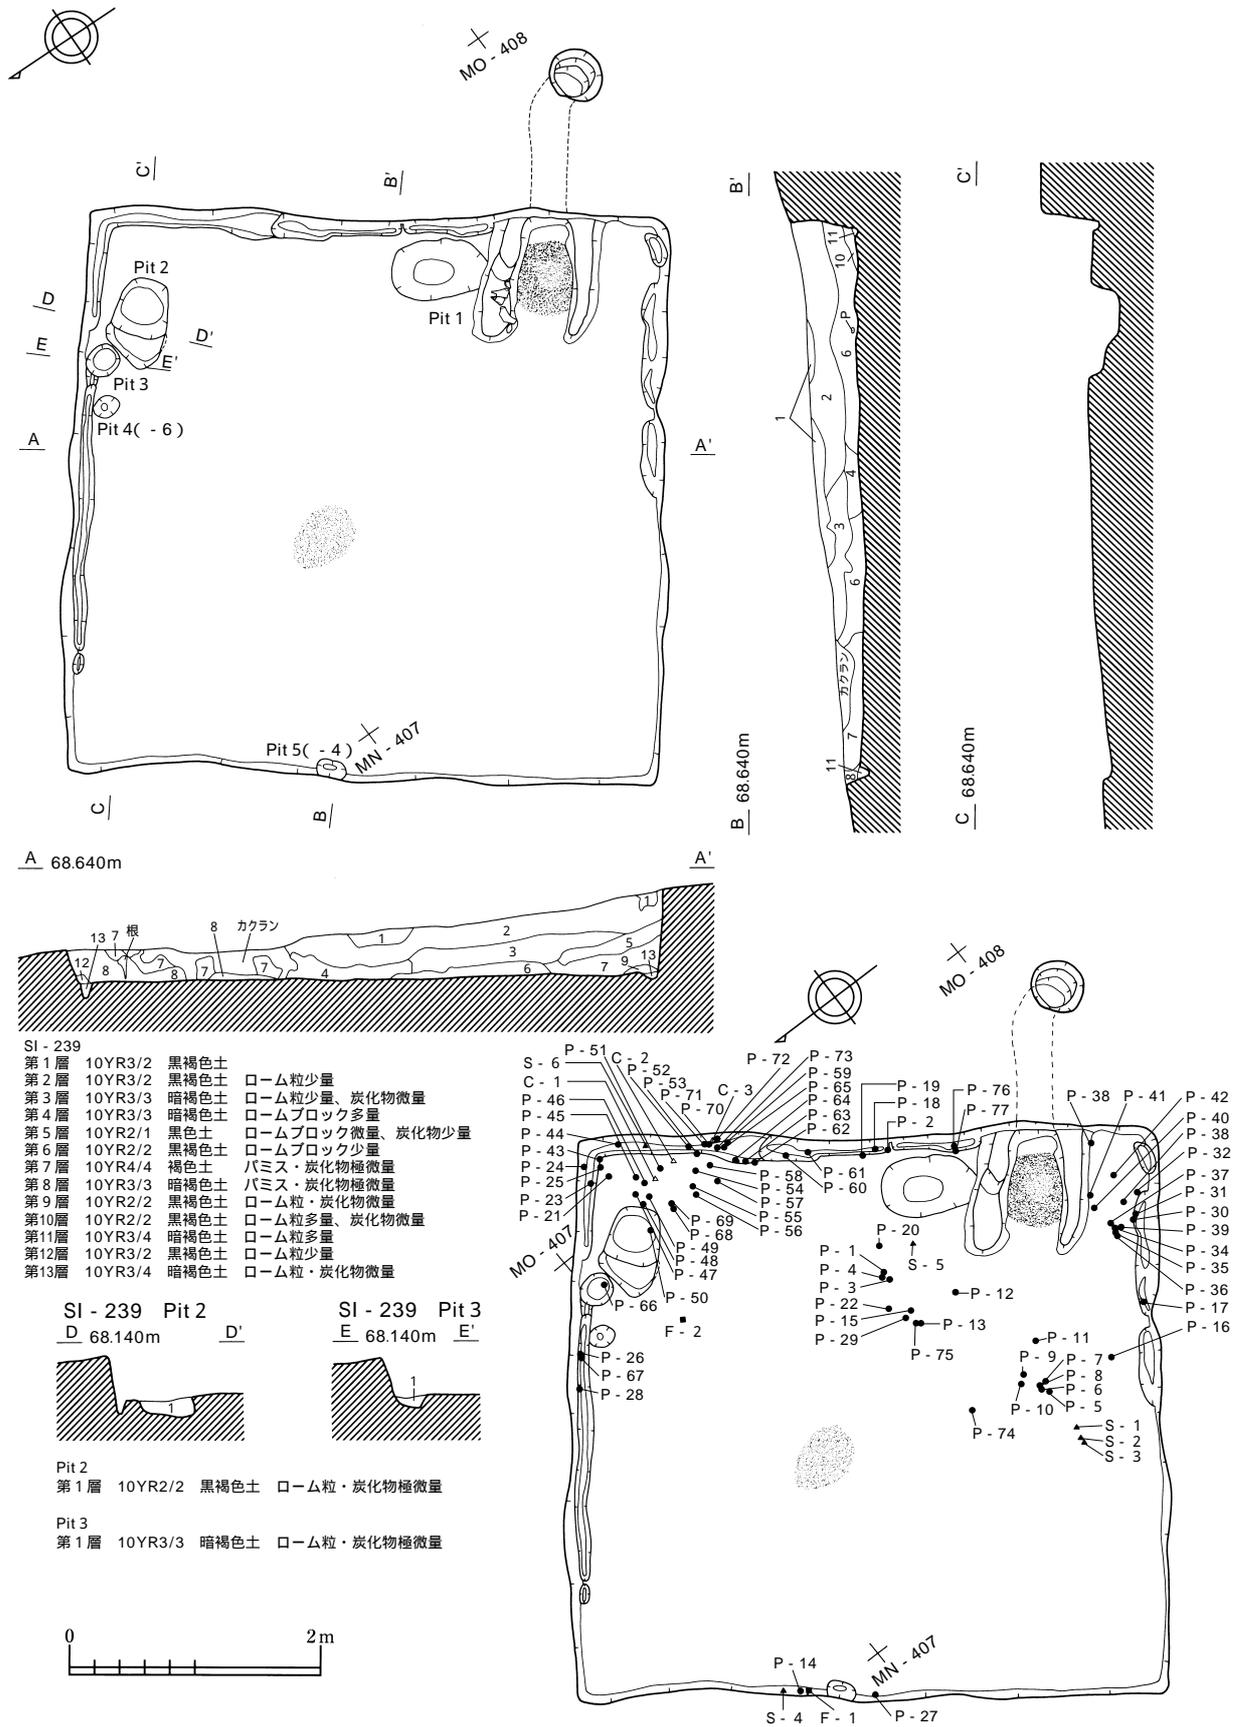 MO - 408
C'
B'
Pit 2
D
D'
Pit 1
E
E'
Pit 3
Pit 4( - 6 )
A
A'
Pit 5( - 4 )
MN - 407
C
B
B'
11
10
P
6
2
1
4
3
6
カクラン
7
11
8
B 68.640m
C'
C 68.640m
A 68.640m
A'
13 7 根 8 カクラン
12 8 7 8 7 7 4 1 2 3 6 5 7 9 13 1
SI - 239
第1層 10YR3/2 黒褐色土
第2層 10YR3/2 黒褐色土 ローム粒少量
第3層 10YR3/3 暗褐色土 ローム粒少量、炭化物微量
第4層 10YR3/3 暗褐色土 ロームブロック多量
第5層 10YR2/1 黒色土 ロームブロック微量、炭化物少量
第6層 10YR2/2 黒褐色土 ロームブロック少量
第7層 10YR4/4 褐色土 パミス・炭化物極微量
第8層 10YR3/3 暗褐色土 パミス・炭化物極微量
第9層 10YR2/2 黒褐色土 ローム粒・炭化物微量
第10層 10YR2/2 黒褐色土 ローム粒多量、炭化物微量
第11層 10YR3/4 暗褐色土 ローム粒多量
第12層 10YR3/2 黒褐色土 ローム粒少量
第13層 10YR3/4 暗褐色土 ローム粒・炭化物微量
SI - 239 Pit 2
D 68.140m D'
1
SI - 239 Pit 3
E 68.140m E'
1
Pit 2
第1層 10YR2/2 黒褐色土 ローム粒・炭化物極微量
Pit 3
第1層 10YR3/3 暗褐色土 ローム粒・炭化物極微量
0 2m
MO - 408
P - 51
S - 6
C - 2
C - 1
P - 52
P - 46
P - 53
P - 45
P - 71
P - 70
C - 3
P - 72
P - 73
P - 59
P - 65
P - 64
P - 63
P - 62
P - 19
P - 18
P - 2
P - 76
P - 77
P - 38
P - 41
P - 42
P - 40
P - 38
P - 32
P - 37
P - 31
P - 30
P - 39
P - 34
P - 35
P - 36
P - 17
P - 16
P - 44
P - 43
P - 24
P - 25
P - 23
P - 21
MO - 407
P - 61
P - 60
P - 58
P - 54
P - 57
P - 55
P - 56
P - 69
P - 68
P - 49
P - 48
P - 47
P - 50
P - 66
F - 2
P - 26
P - 67
P - 28
P - 20
S - 5
P - 1
P - 4
P - 3
P - 22
P - 15
P - 29
P - 12
P - 13
P - 75
P - 11
P - 9
P - 7
P - 8
P - 6
P - 5
P - 10
P - 74
S - 1
S - 2
S - 3
MN - 407
P - 14
S - 4
F - 1
P - 27